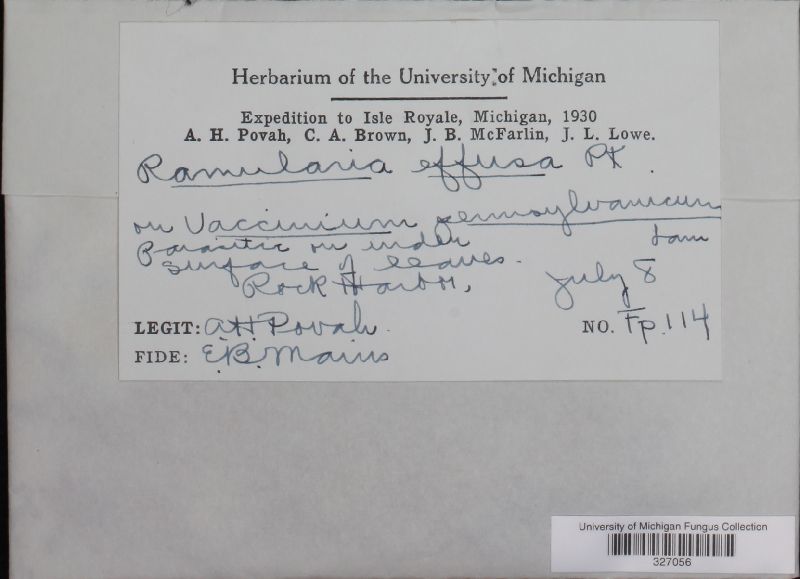 Herbarium of the University of Michigan
Expedition to Isle Royale, Michigan, 1930
A. H. Povah, C. A. Brown, J. B. McFarlin, J. L. Lowe.
Ramularia effusa Pk.
on Vaccinium pennsylvanicum
Lam
Parasitic on under
surface of leaves.
Rock Harbor, July 8
LEGIT: AH Povah.
NO. Fp. 114
FIDE: E.B. Mains
University of Michigan Fungus Collection
327056